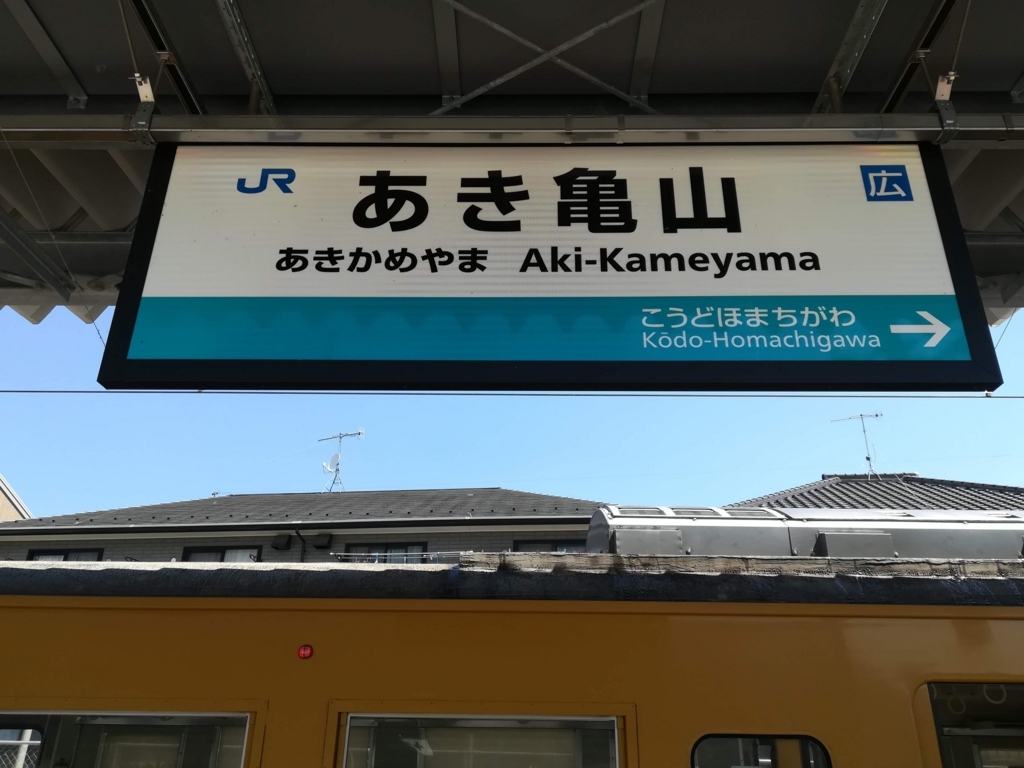 JR あき亀山 広
あきかめやま Aki-Kameyama
こうどほまちがわ
Kōdo-Homachigawa